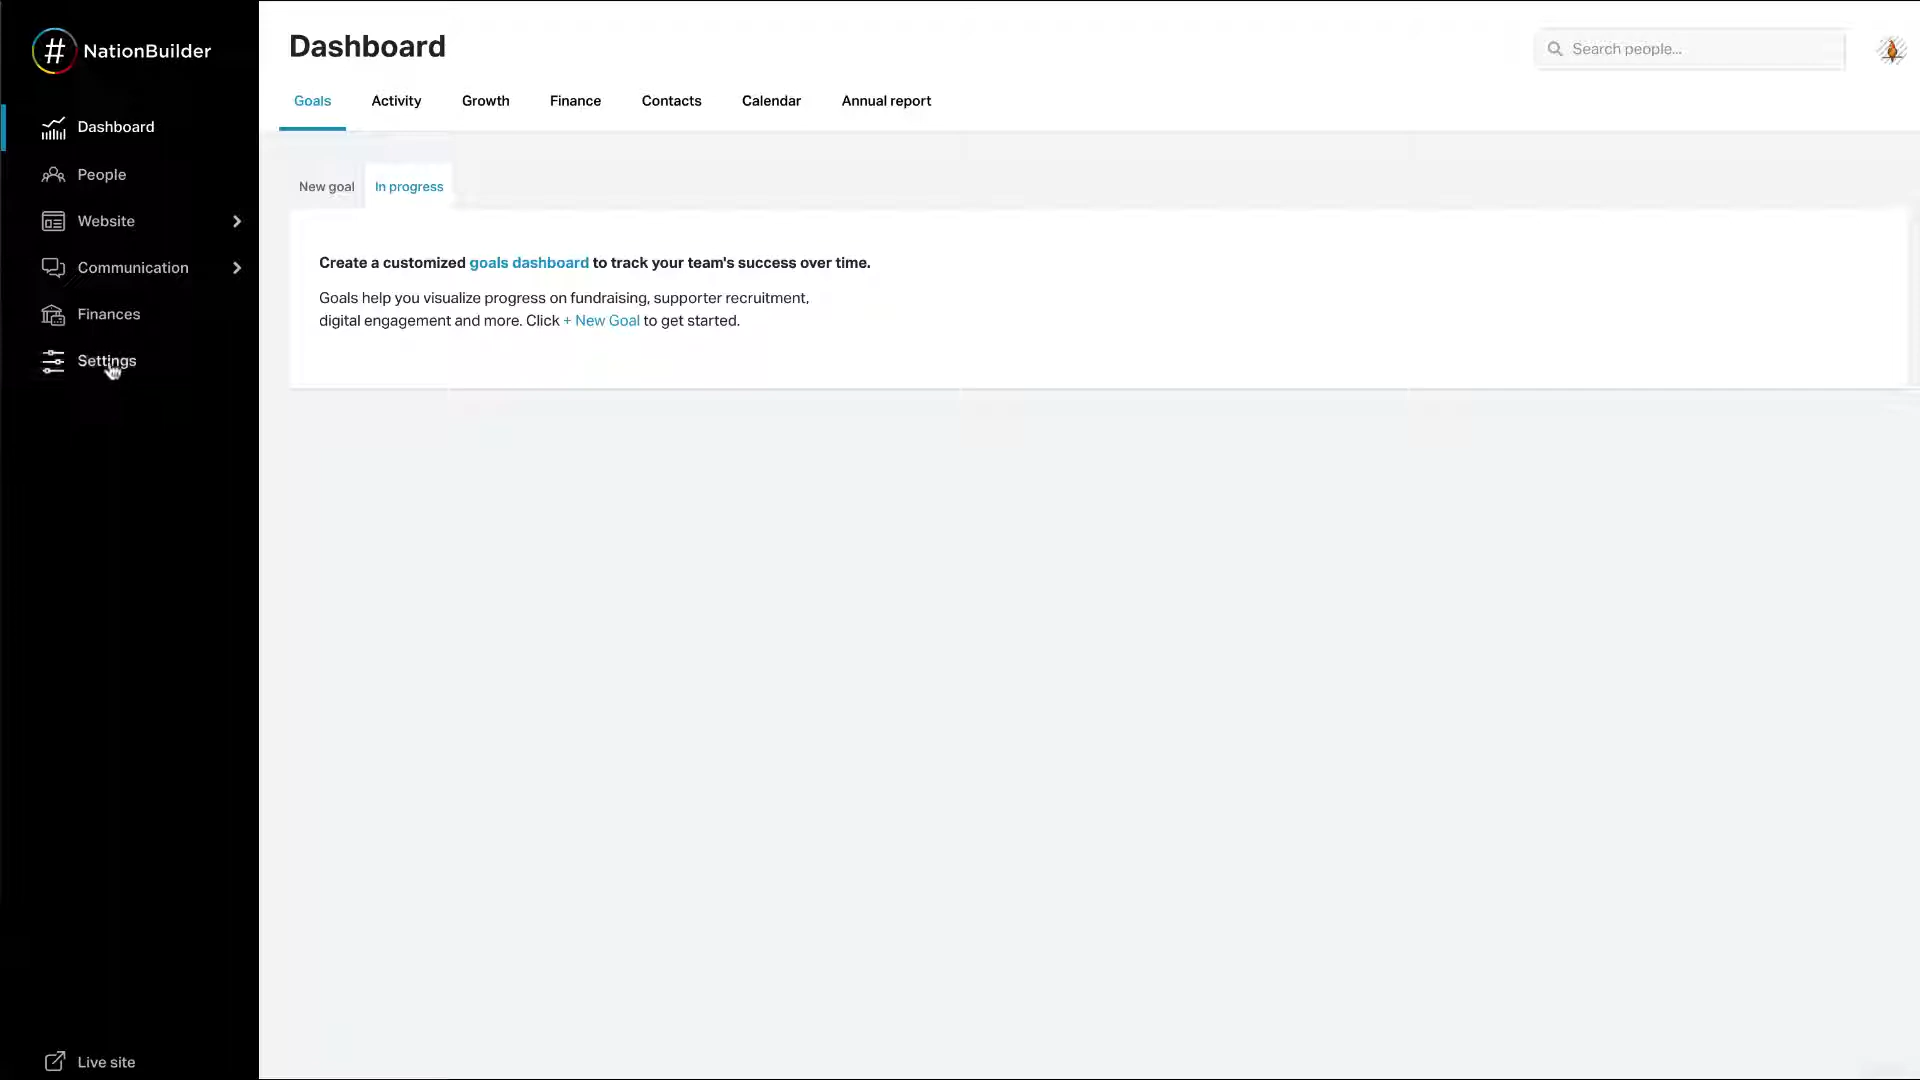 # NationBuilder
Dashboard
People
Website
Communication
Finances
Settings
Live site
Dashboard
Search people...
Goals Activity Growth Finance Contacts Calendar Annual report
New goal In progress
Create a customized goals dashboard to track your team's success over time.
Goals help you visualize progress on fundraising, supporter recruitment,
digital engagement and more. Click + New Goal to get started.